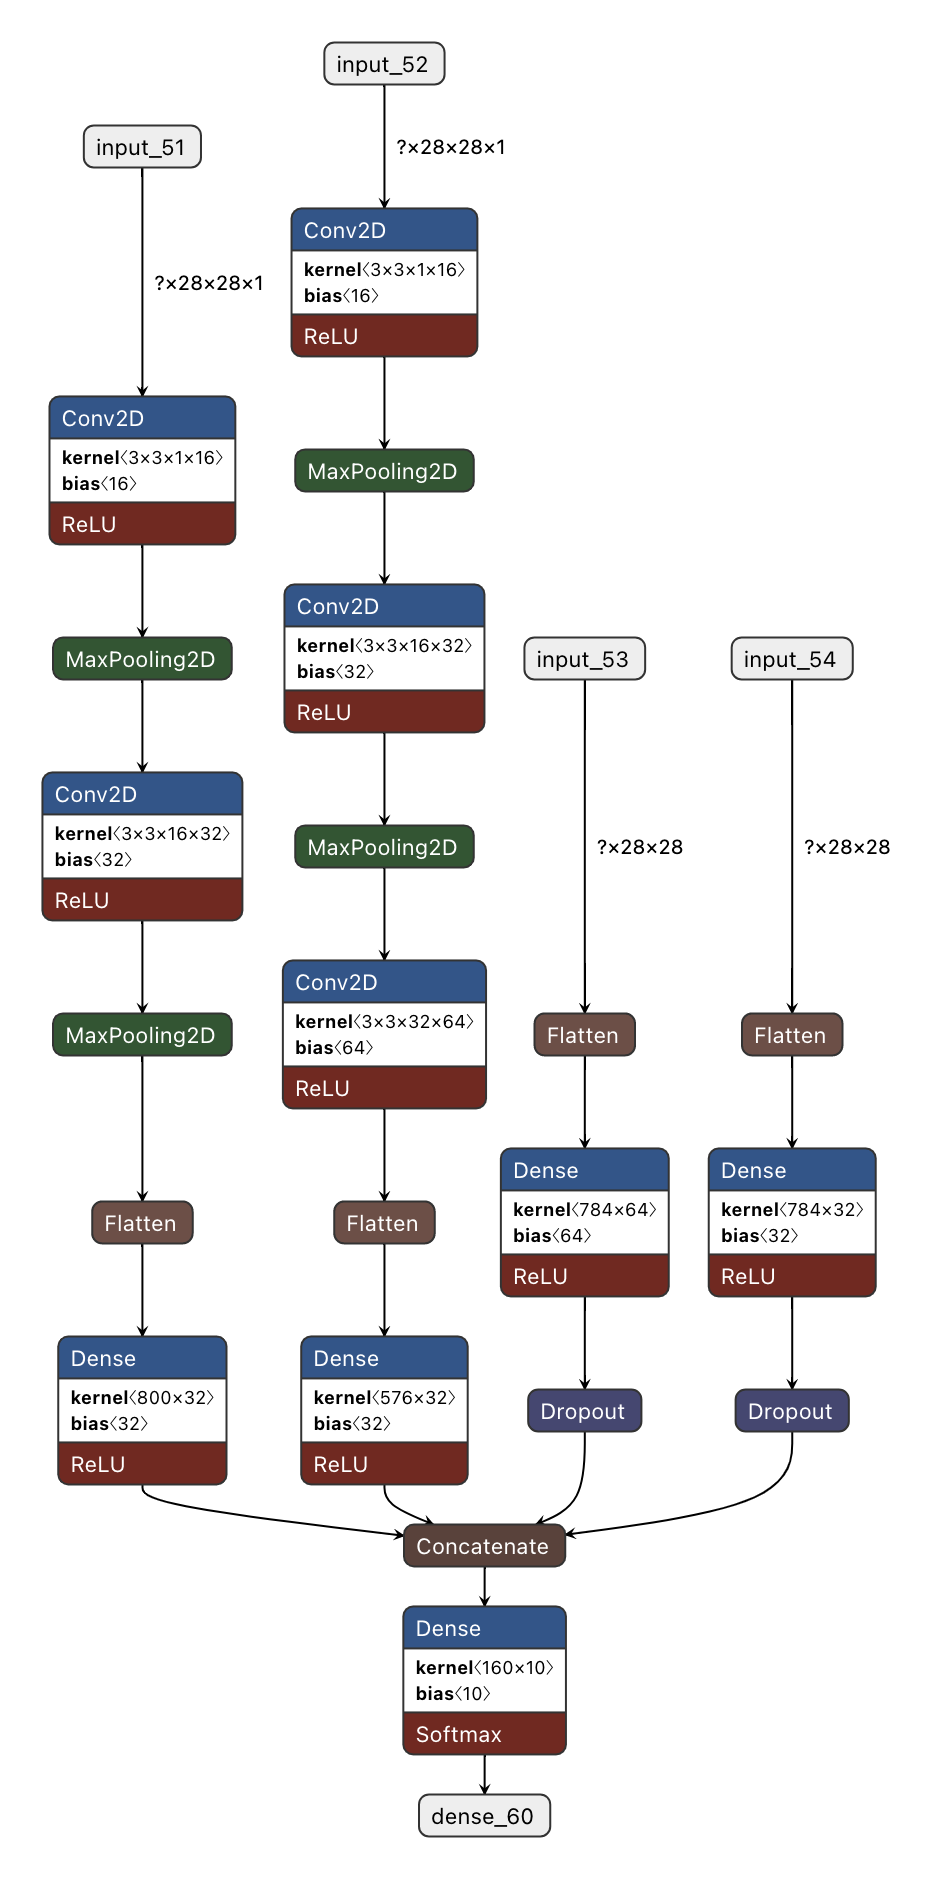 input_51
?×28×28×1
Conv2D
kernel〈3×3×1×16〉
bias〈16〉
ReLU
MaxPooling2D
Conv2D
kernel〈3×3×16×32〉
bias〈32〉
ReLU
MaxPooling2D
Flatten
Dense
kernel〈800×32〉
bias〈32〉
ReLU
input_52
?×28×28×1
Conv2D
kernel〈3×3×1×16〉
bias〈16〉
ReLU
MaxPooling2D
Conv2D
kernel〈3×3×16×32〉
bias〈32〉
ReLU
MaxPooling2D
Conv2D
kernel〈3×3×32×64〉
bias〈64〉
ReLU
Flatten
Dense
kernel〈576×32〉
bias〈32〉
ReLU
input_53
?×28×28
Flatten
Dense
kernel〈784×64〉
bias〈64〉
ReLU
Dropout
input_54
?×28×28
Flatten
Dense
kernel〈784×32〉
bias〈32〉
ReLU
Dropout
Concatenate
Dense
kernel〈160×10〉
bias〈10〉
Softmax
dense_60